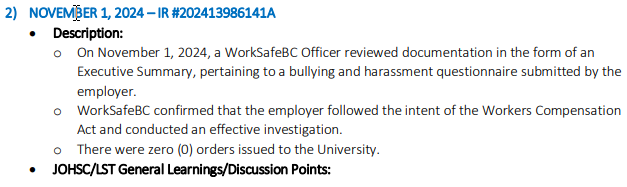 2) NOVEMBER 1, 2024 – IR #202413986141A
• Description:
o On November 1, 2024, a WorkSafeBC Officer reviewed documentation in the form of an
Executive Summary, pertaining to a bullying and harassment questionnaire submitted by the
employer.
o WorkSafeBC confirmed that the employer followed the intent of the Workers Compensation
Act and conducted an effective investigation.
o There were zero (0) orders issued to the University.
• JOHSC/LST General Learnings/Discussion Points: